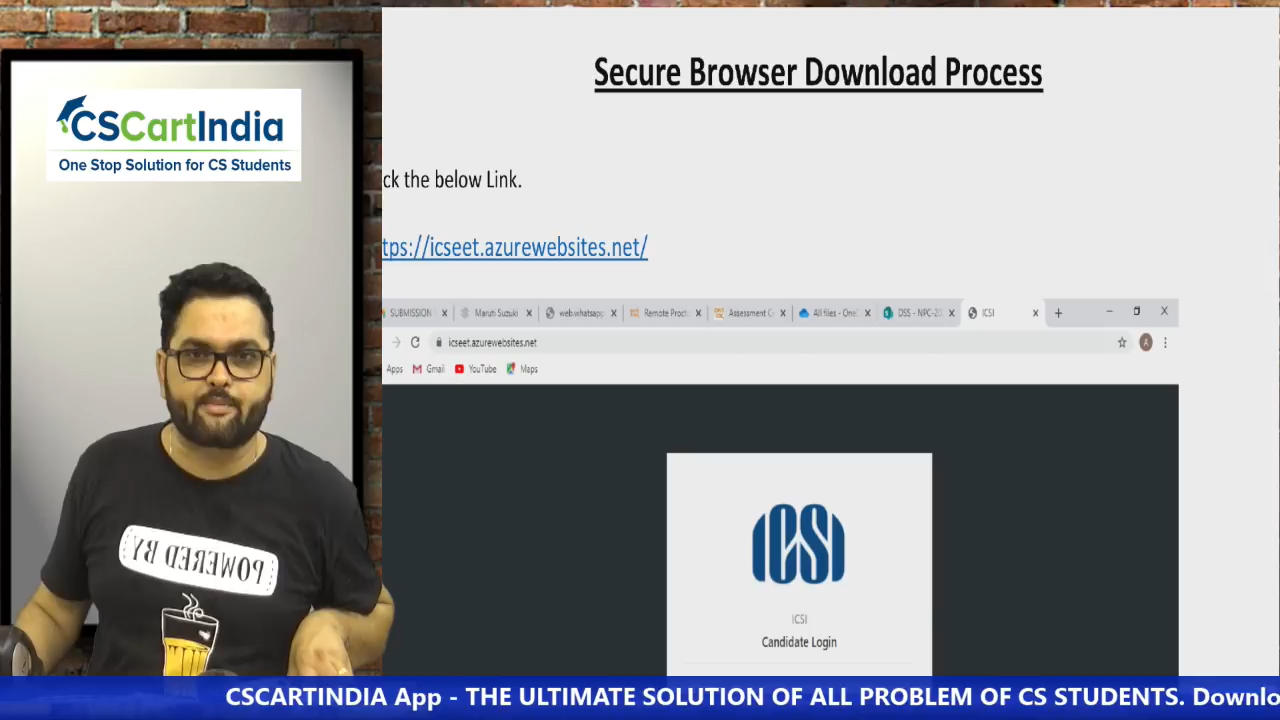 CSCartIndia
One Stop Solution for CS Students
Secure Browser Download Process
ck the below Link.
tps://icseet.azurewebsites.net/
SUBMISSION
Maruti Suzuki
web.whatsapp
Remote Proct
Assessment C
All files - One
DSS - NPC-20
ICSI
icseet.azurewebsites.net
A
Apps
Gmail
YouTube
Maps
ICSI
ICSI
Candidate Login
POWERED BY
CSCARTINDIA App - THE ULTIMATE SOLUTION OF ALL PROBLEM OF CS STUDENTS. Downlo